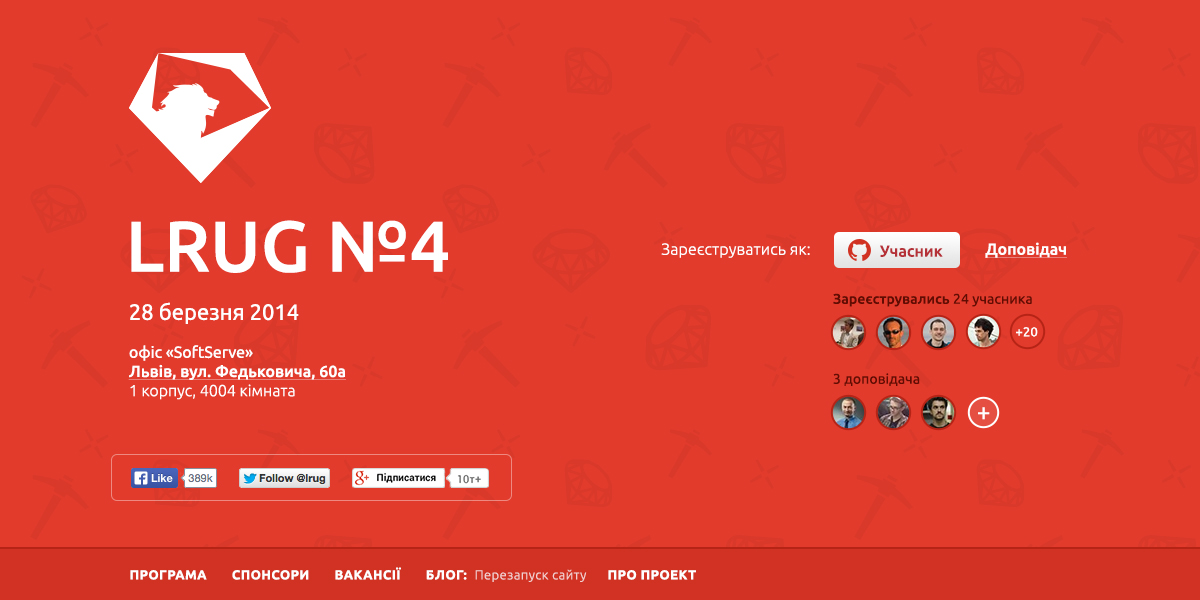 LRUG №4
28 березня 2014
офіс «SoftServe»
Львів, вул. Федьковича, 60а
1 корпус, 4004 кімната
Зареєструватись як: Учасник Доповідач
Зареєструвались 24 учасника
+20
3 доповідача
+
Like 389k Follow @lrug g+ Підписатися 10т+
ПРОГРАМА СПОНСОРИ ВАКАНСІЇ БЛОГ: Перезапуск сайту ПРО ПРОЕКТ